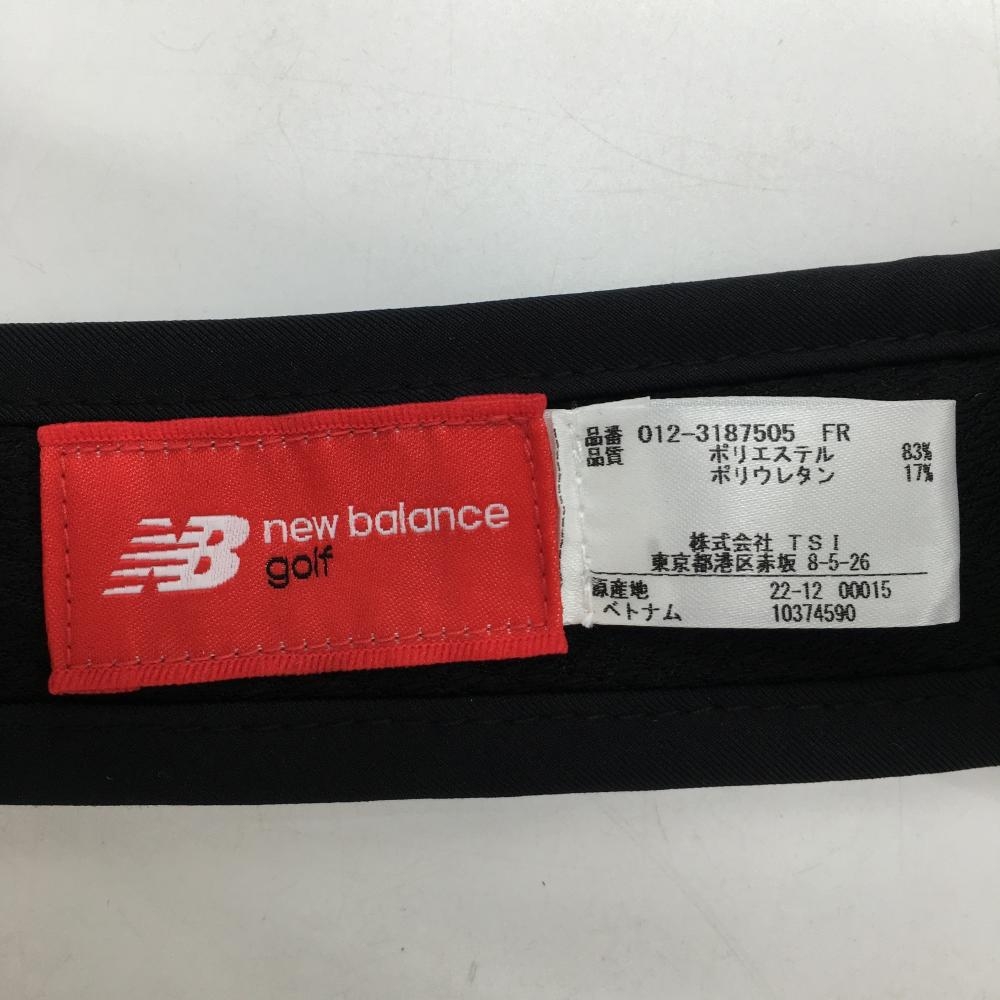 NB new balance
golf
品番 012-3187505 FR
品質 ポリエステル 83%
ポリウレタン 17%
株式会社 TSI
東京都港区赤坂 8-5-26
原産地 22-12 00015
ベトナム 10374590